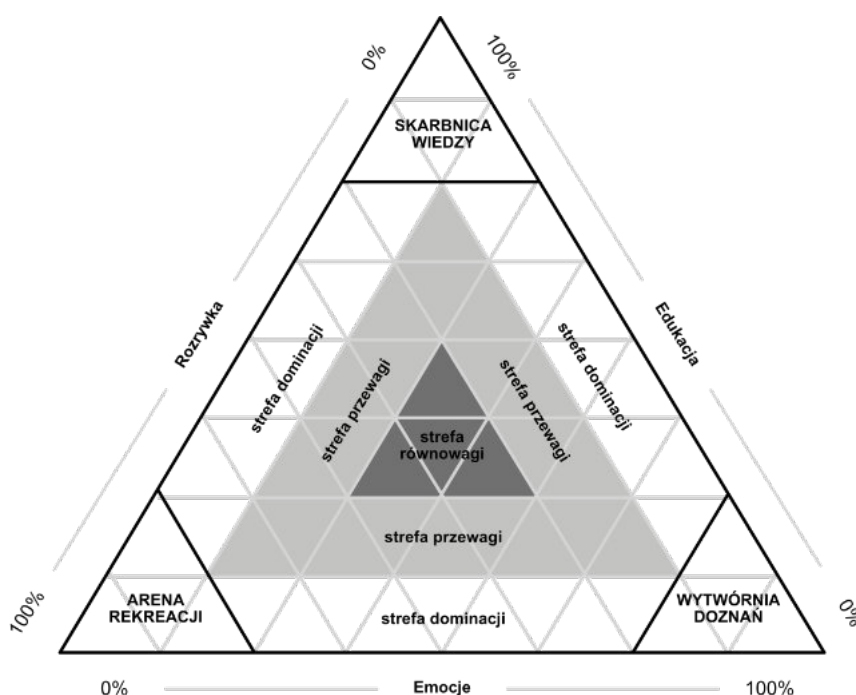 0%
100%
SKARBNICA
WIEDZY
Rozrywka
Edukacja
strefa dominacji
strefa przewagi
strefa przewagi
strefa dominacji
strefa
równowagi
strefa przewagi
100%
ARENA
REKREACJI
strefa dominacji
WYTWÓRNIA
DOZNAŃ
0%
0%
Emocje
100%